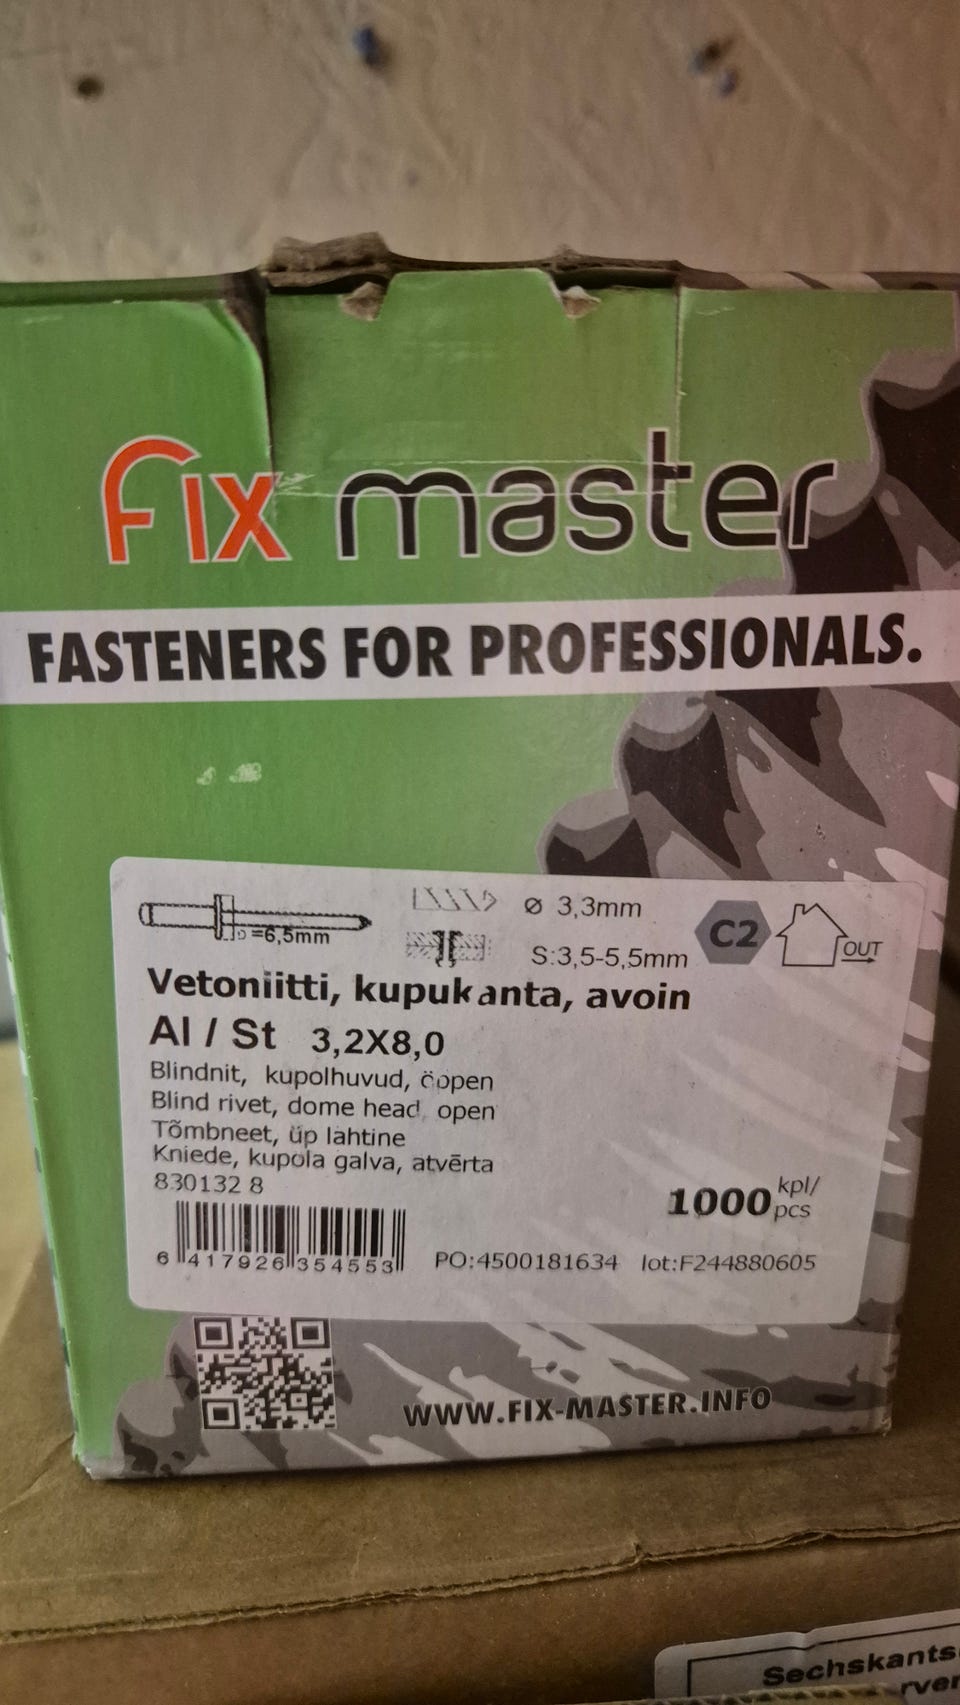 fix master
FASTENERS FOR PROFESSIONALS.
D=6,5mm
ø 3,3mm
S:3,5-5,5mm
C2
OUT
Vetoniitti, kupukanta, avoin
Al / St 3,2X8,0
Blindnit, kupolhuvud, öppen
Blind rivet, dome head, open
Tõmbneet, üp lahtine
Kniede, kupola galva, atvērta
830132 8
1000 kpl/
pcs
6 417926 354553
PO:4500181634 lot:F244880605
WWW.FIX-MASTER.INFO